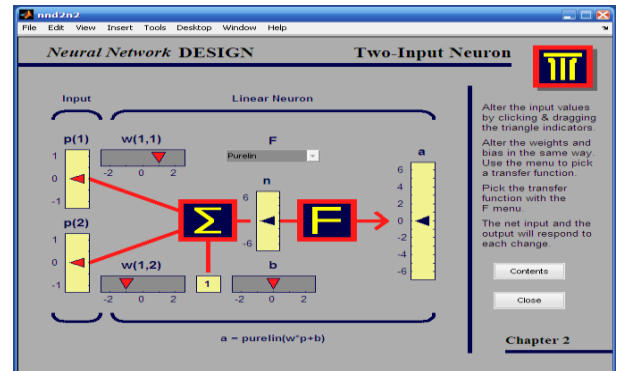 nnd2n2
File Edit View Insert Tools Desktop Window Help
Neural Network DESIGN
Two-Input Neuron
Input
Linear Neuron
p(1)
w(1,1)
F
a
1
0
-1
-2 0 2
Purelin
n
6
-6
6
4
2
0
-2
-4
-6
Σ
F
p(2)
1
0
-1
w(1,2)
-2 0 2
1
b
-2 0 2
a = purelin(w*p+b)
Alter the input values
by clicking & dragging
the triangle indicators.
Alter the weights and
bias in the same way.
Use the menu to pick
a transfer function.
Pick the transfer
function with the
F menu.
The net input and the
output will respond to
each change.
Contents
Close
Chapter 2